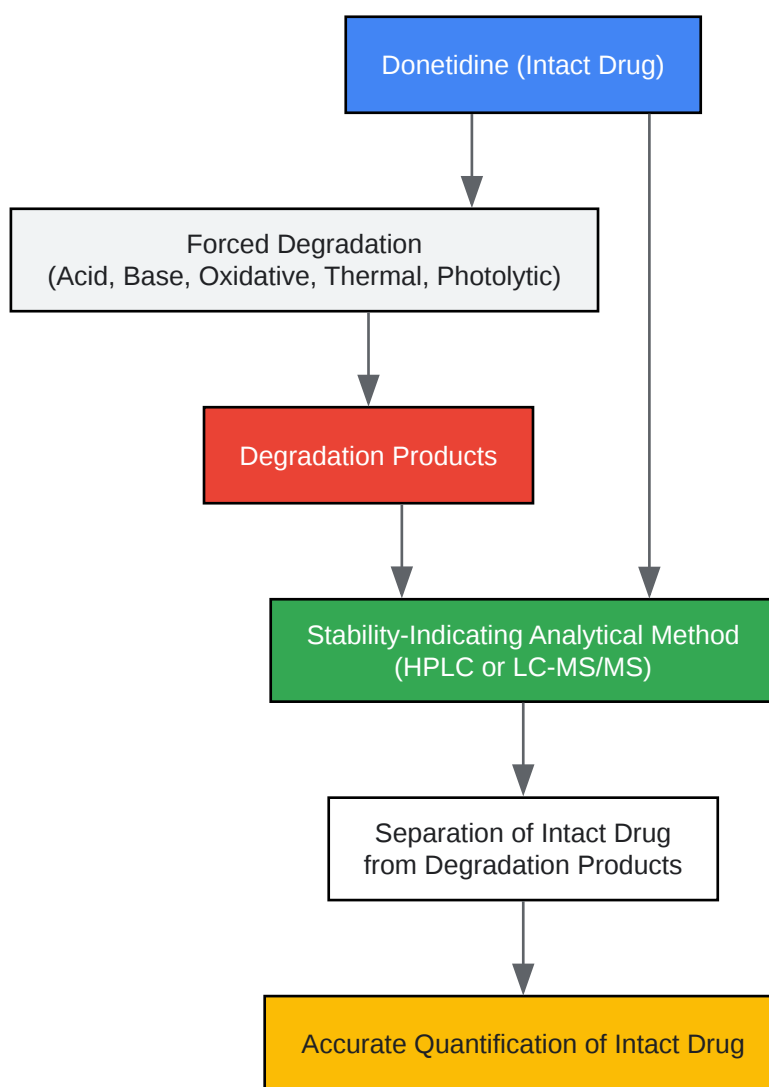 Donetidine (Intact Drug)
Forced Degradation
(Acid, Base, Oxidative, Thermal, Photolytic)
Degradation Products
Stability-Indicating Analytical Method
(HPLC or LC-MS/MS)
Separation of Intact Drug
from Degradation Products
Accurate Quantification of Intact Drug